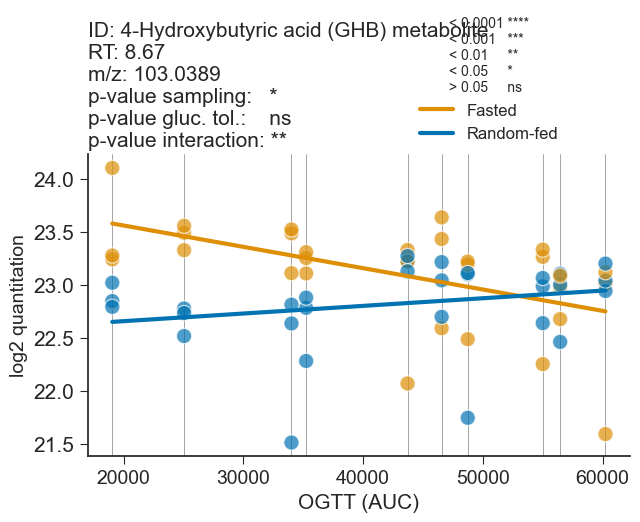 ID: 4-Hydroxybutyric acid (GHB) metabolite
RT: 8.67
m/z: 103.0389
p-value sampling: *
p-value gluc. tol.: ns
p-value interaction: **
< 0.0001 ****
< 0.001 ***
< 0.01 **
< 0.05 *
> 0.05 ns
Fasted
Random-fed
log2 quantitation
24.0
23.5
23.0
22.5
22.0
21.5
20000 30000 40000 50000 60000
OGTT (AUC)